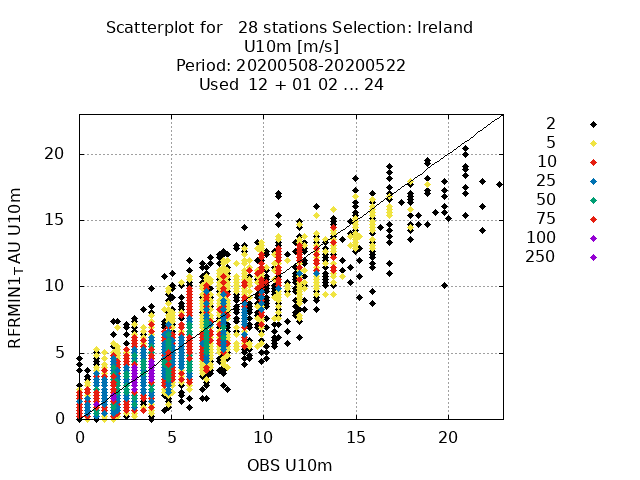 Scatterplot for 28 stations Selection: Ireland
U10m [m/s]
Period: 20200508-20200522
Used 12 + 01 02 ... 24
2
5
10
25
50
75
100
250
RFRMIN1T AU U10m
20
15
10
5
0
0 5 10 15 20
OBS U10m